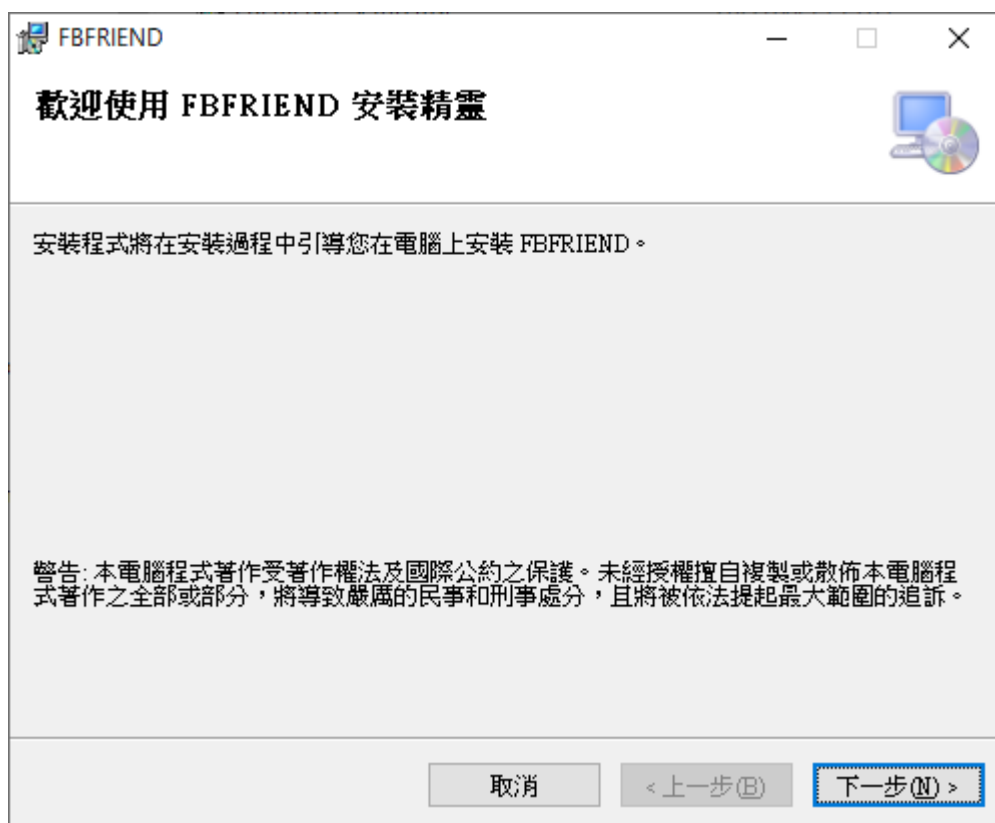 FBFRIEND
歡迎使用 FBFRIEND 安裝精靈
安裝程式將在安裝過程中引導您在電腦上安裝 FBFRIEND。
警告: 本電腦程式著作受著作權法及國際公約之保護。未經授權擅自複製或散佈本電腦程
式著作之全部或部分，將導致嚴厲的民事和刑事處分，且將被依法提起最大範圍的追訴。
取消
<上一步(B)
下一步(N) >